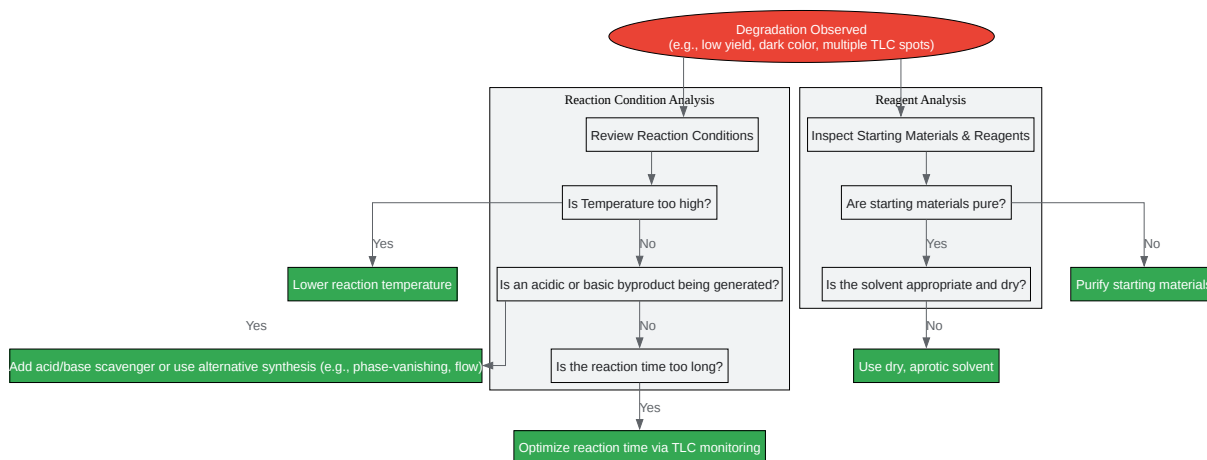 Degradation Observed
(e.g., low yield, dark color, multiple TLC spots)
Reaction Condition Analysis
Reagent Analysis
Review Reaction Conditions
Inspect Starting Materials & Reagents
Is Temperature too high?
Are starting materials pure?
Yes
No
Yes
No
Lower reaction temperature
Is an acidic or basic byproduct being generated?
Is the solvent appropriate and dry?
Purify starting materials
Yes
No
No
Add acid/base scavenger or use alternative synthesis (e.g., phase-vanishing, flow)
Is the reaction time too long?
Use dry, aprotic solvent
Yes
Optimize reaction time via TLC monitoring